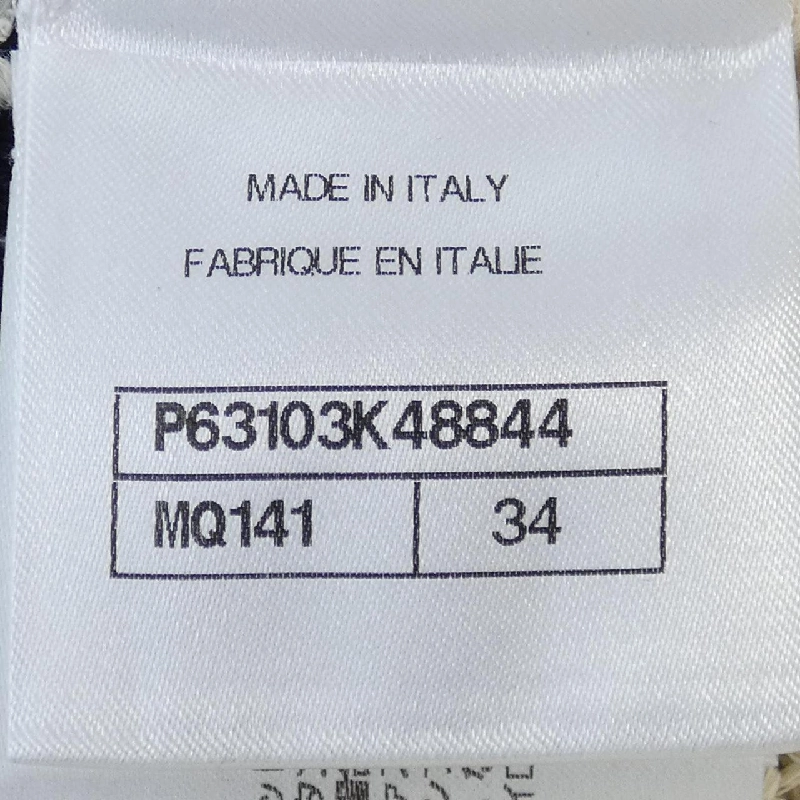 MADE IN ITALY
FABRIQUE EN ITALIE
P63103K48844
MQ141 34